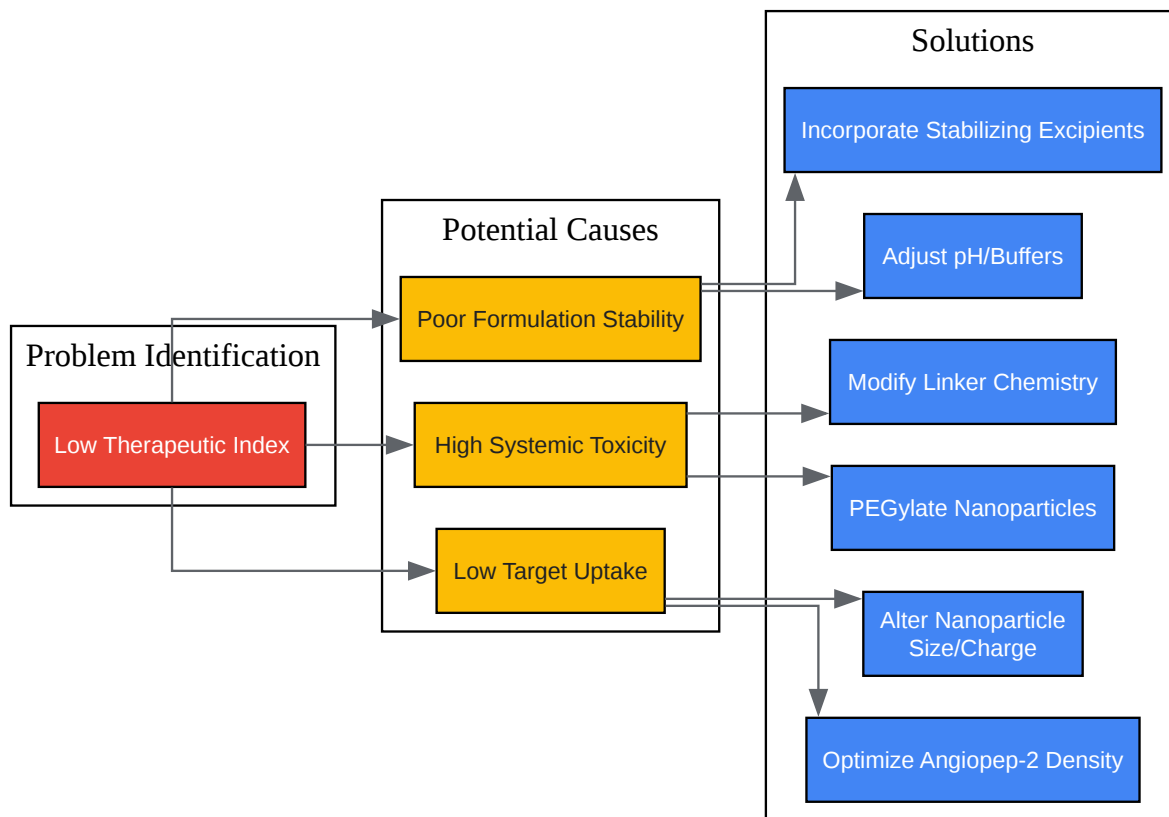 Problem Identification
Low Therapeutic Index
Potential Causes
Poor Formulation Stability
High Systemic Toxicity
Low Target Uptake
Solutions
Incorporate Stabilizing Excipients
Adjust pH/Buffers
Modify Linker Chemistry
PEGylate Nanoparticles
Alter Nanoparticle
Size/Charge
Optimize Angiopep-2 Density